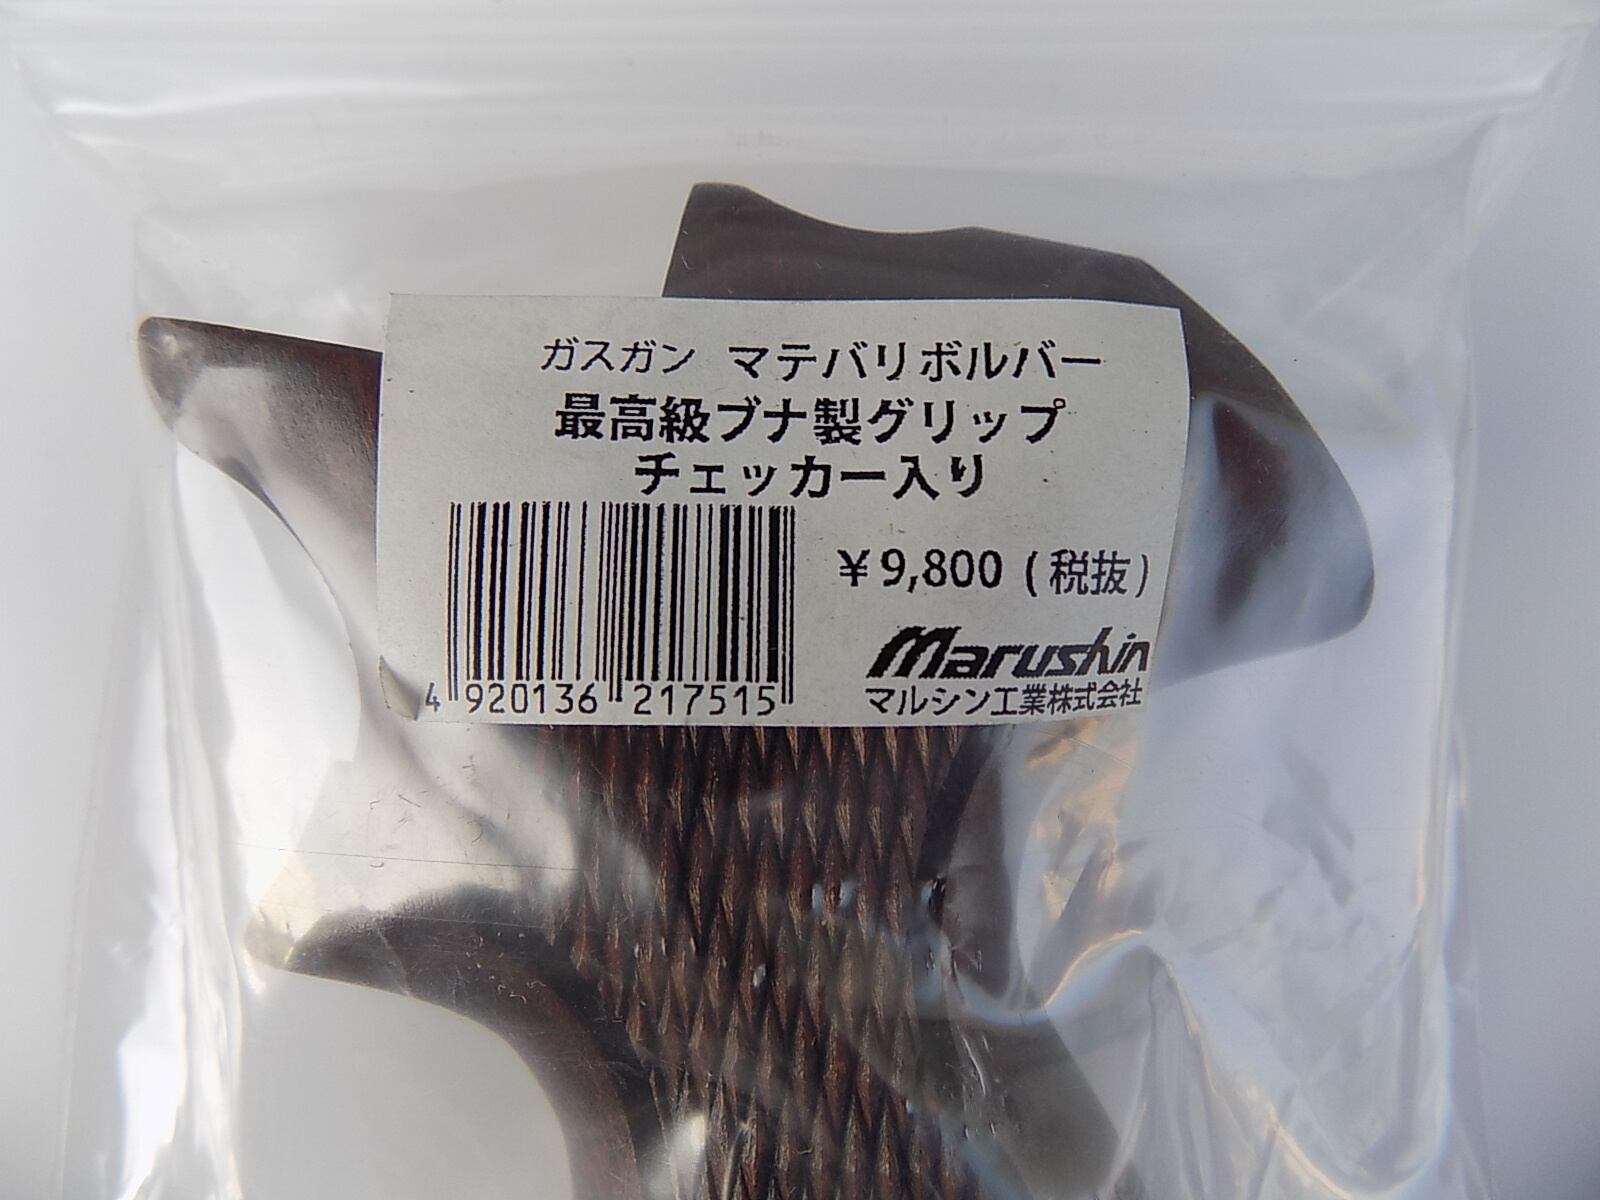 ガスガン マテバリボルバー
最高級ブナ製グリップ
チェッカー入り
¥9,800(税抜)
Marushin
マルシン工業株式会社
4 920136 217515